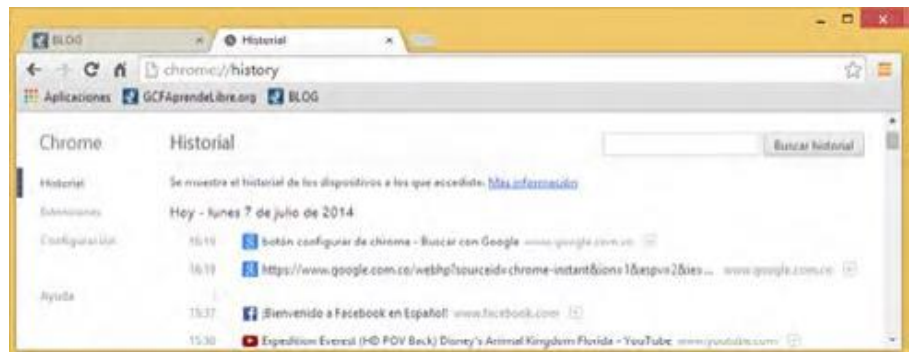 BLOG
Historial
chrome://history
Aplicaciones GCFAprendeLibre.org BLOG
Chrome
Historial
Extensiones
Configuración
Ayuda
Historial
Buscar historial
Se muestra el historial de los dispositivos a los que accediste. Más información
Hoy - lunes 7 de julio de 2014
16:19 botón configurar de chrome - Buscar con Google www.google.com.co
16:19 https://www.google.com.co/webhp?sourceid=chrome-instant&ion=1&espv=2&ies... www.google.com.co
15:37 ¡Bienvenido a Facebook en Español! www.facebook.com
15:30 Expedition Everest (HD POV Back) Disney's Animal Kingdom Florida - YouTube www.youtube.com